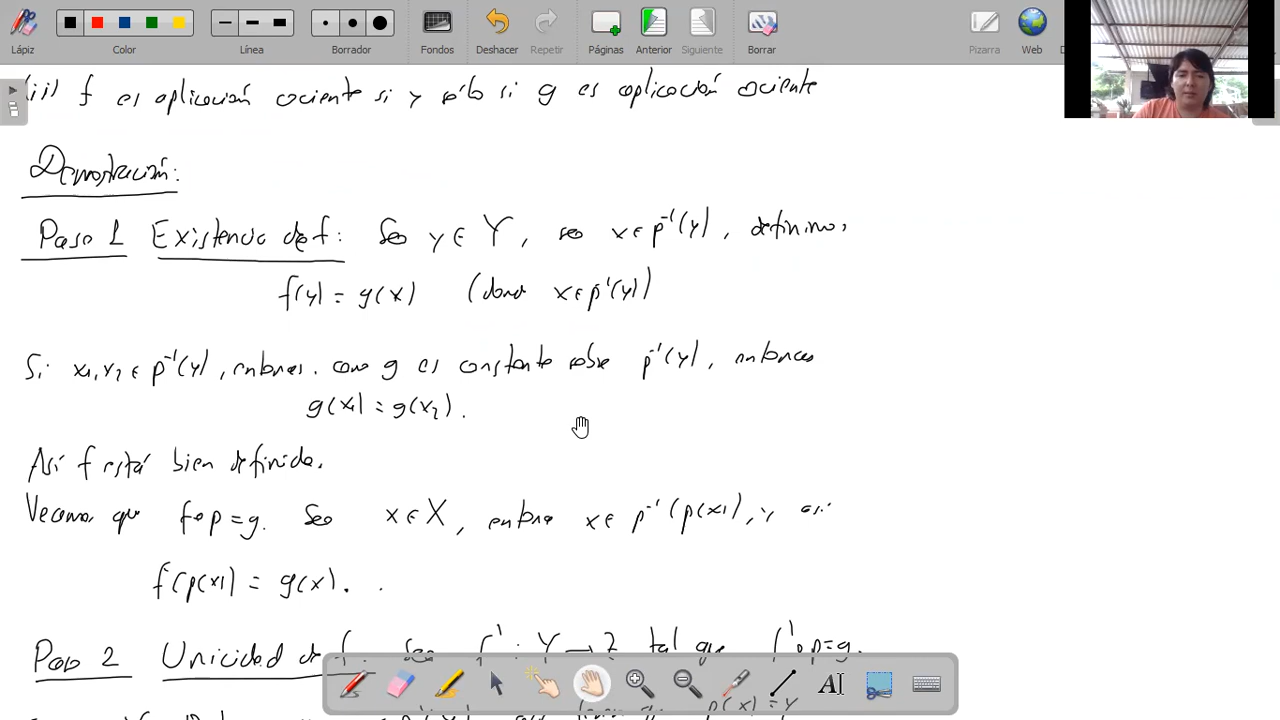 Lápiz Color Línea Borrador Fondos Deshacer Repetir Páginas Anterior Siguiente Borrar Pizarra Web
(ii) f es aplicación cociente si y sólo si g es aplicación cociente
Demostración:
Paso 1 Existencia de f: Sea y ∈ Y, sea x ∈ p⁻¹(y), definimos
f(y) = g(x) (donde x ∈ p⁻¹(y))
Si x₁, x₂ ∈ p⁻¹(y), entonces. como g es constante sobre p⁻¹(y), entonces
g(x₁) = g(x₂).
Así f está bien definida.
Veamos que f∘p = g. Sea x ∈ X, entonces x ∈ p⁻¹(p(x)), y así
f(p(x)) = g(x).
Paso 2 Unicidad de f. Sea f': Y → Z tal que f'∘p = g.
p(x) = y